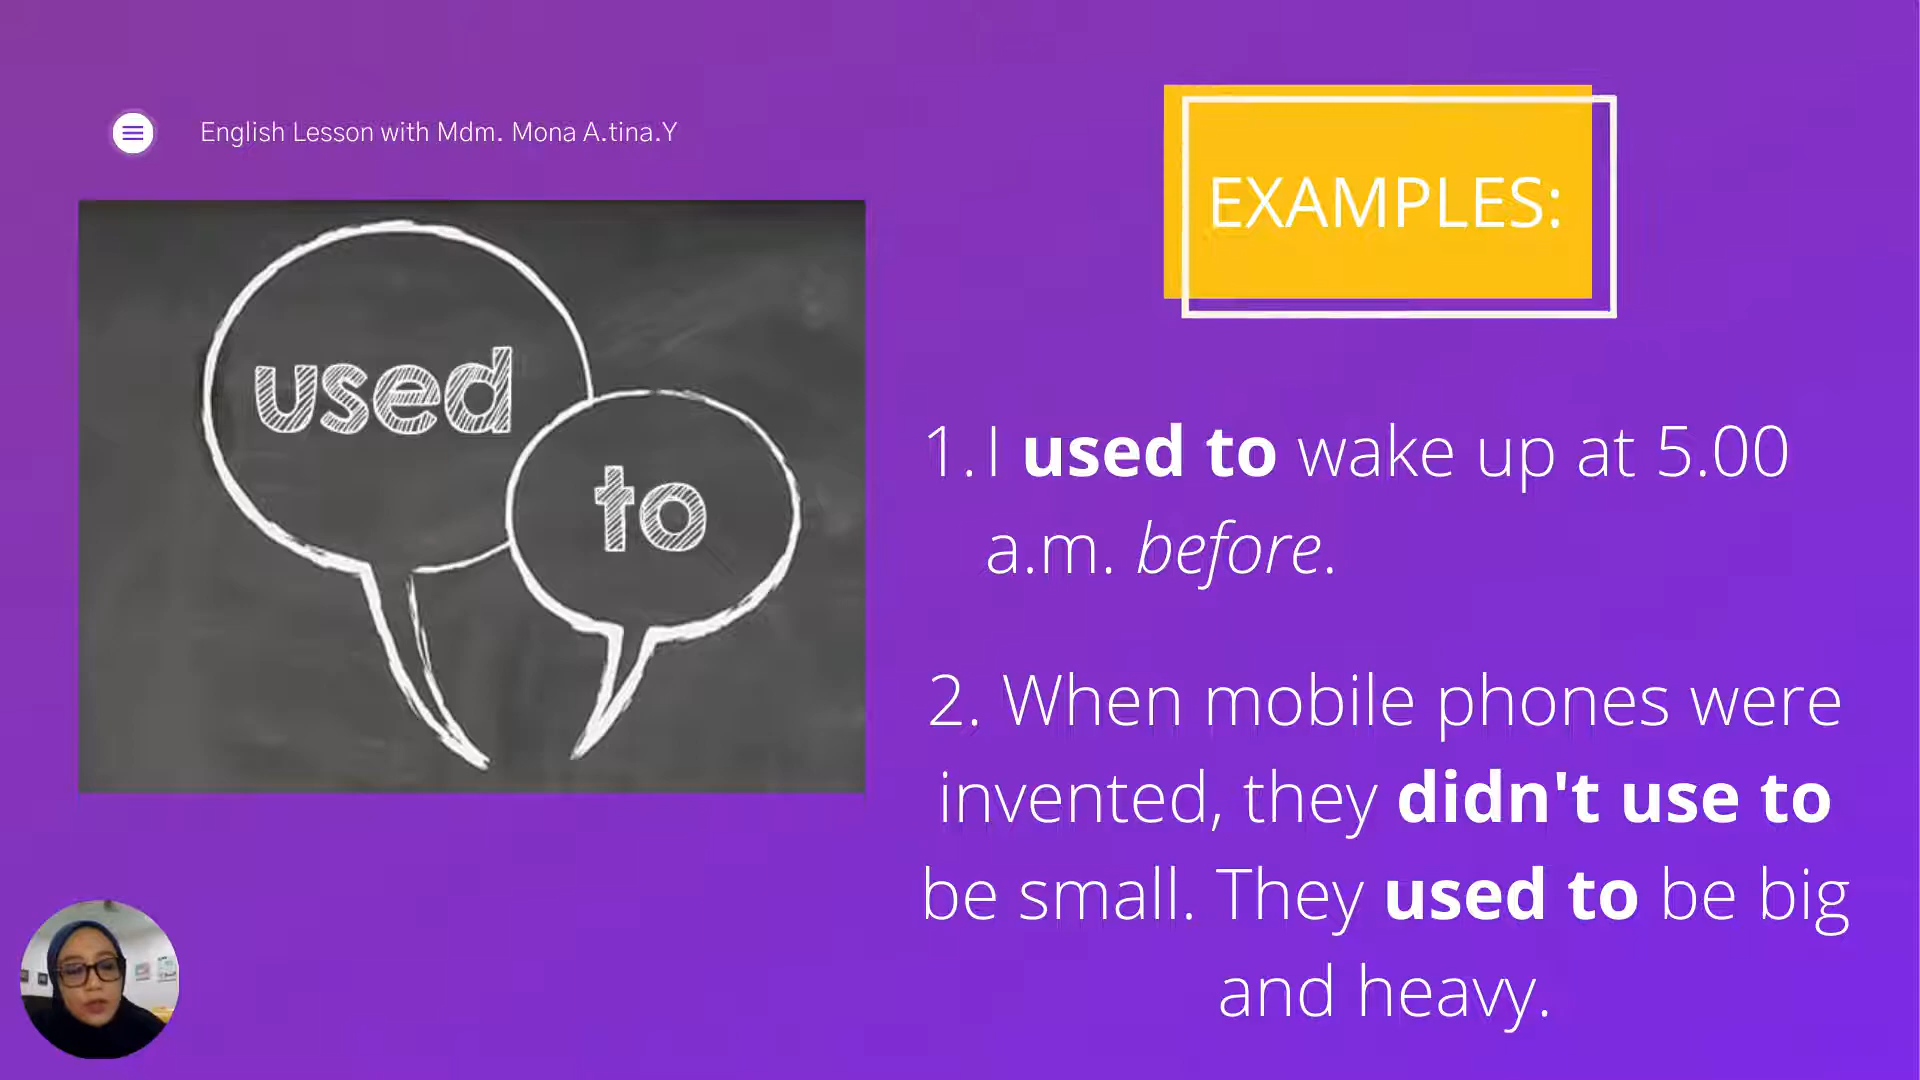 English Lesson with Mdm. Mona A.tina.Y
used
to
EXAMPLES:
1. I used to wake up at 5.00
a.m. before.
2. When mobile phones were
invented, they didn't use to
be small. They used to be big
and heavy.